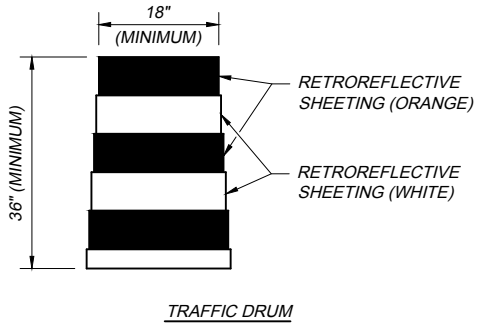 18"
(MINIMUM)
36" (MINIMUM)
RETROREFLECTIVE
SHEETING (ORANGE)
RETROREFLECTIVE
SHEETING (WHITE)
TRAFFIC DRUM